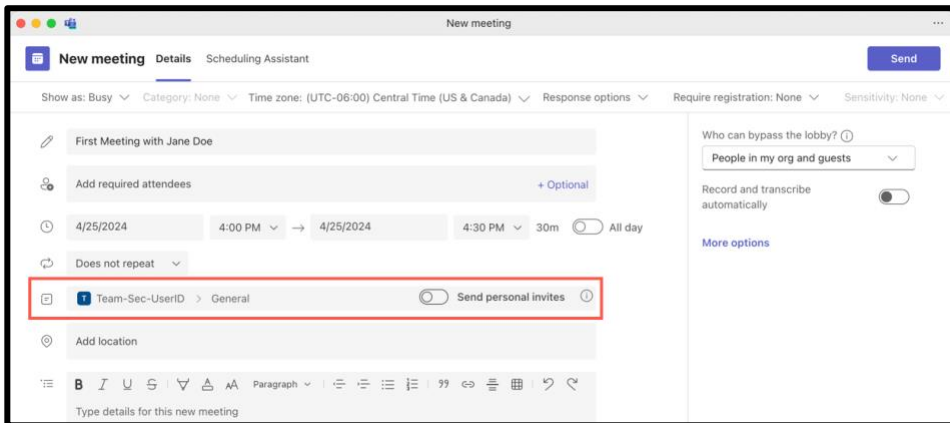 New meeting
New meeting Details Scheduling Assistant Send
Show as: Busy Category: None Time zone: (UTC-06:00) Central Time (US & Canada) Response options Require registration: None Sensitivity: None
First Meeting with Jane Doe
Add required attendees + Optional
4/25/2024 4:00 PM → 4/25/2024 4:30 PM 30m All day
Does not repeat
T Team-Sec-UserID > General Send personal invites
Add location
B I U S A AA Paragraph
Type details for this new meeting
Who can bypass the lobby?
People in my org and guests
Record and transcribe
automatically
More options